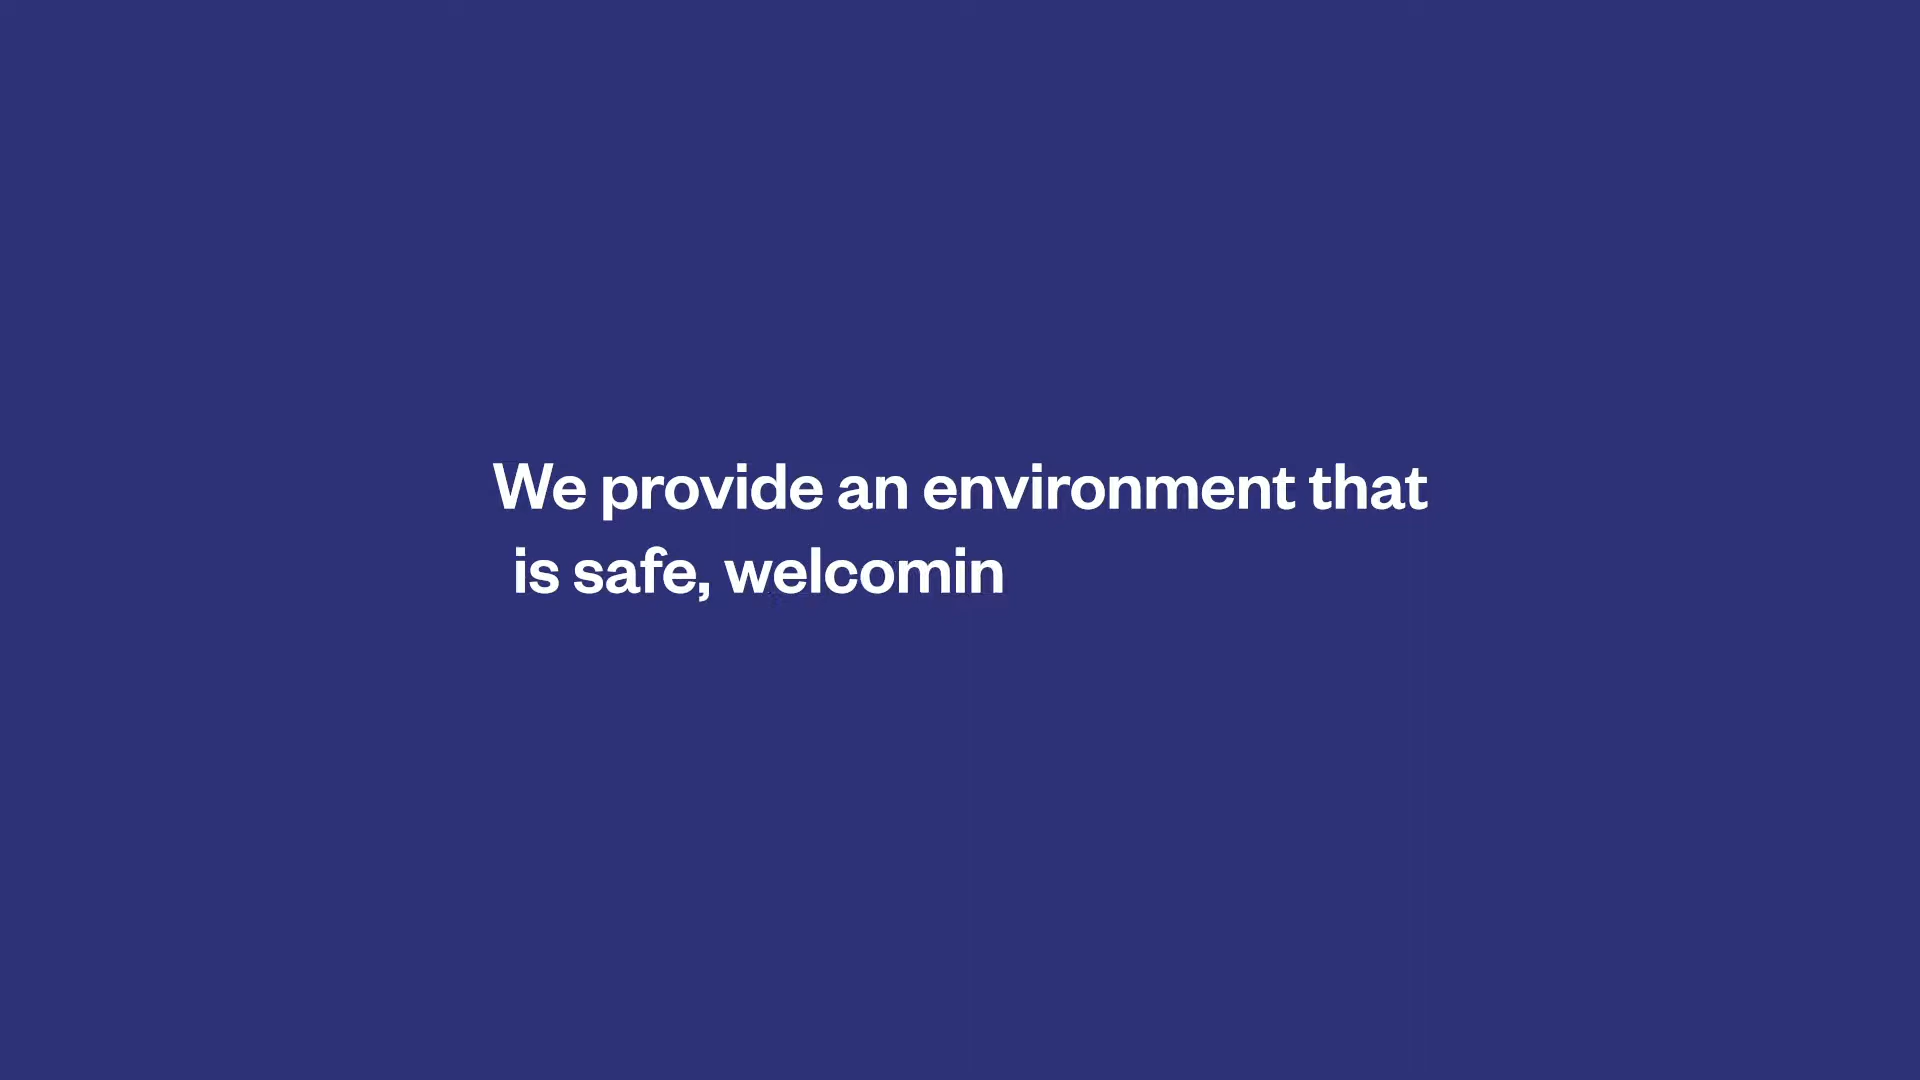 We provide an environment that
is safe, welcomin